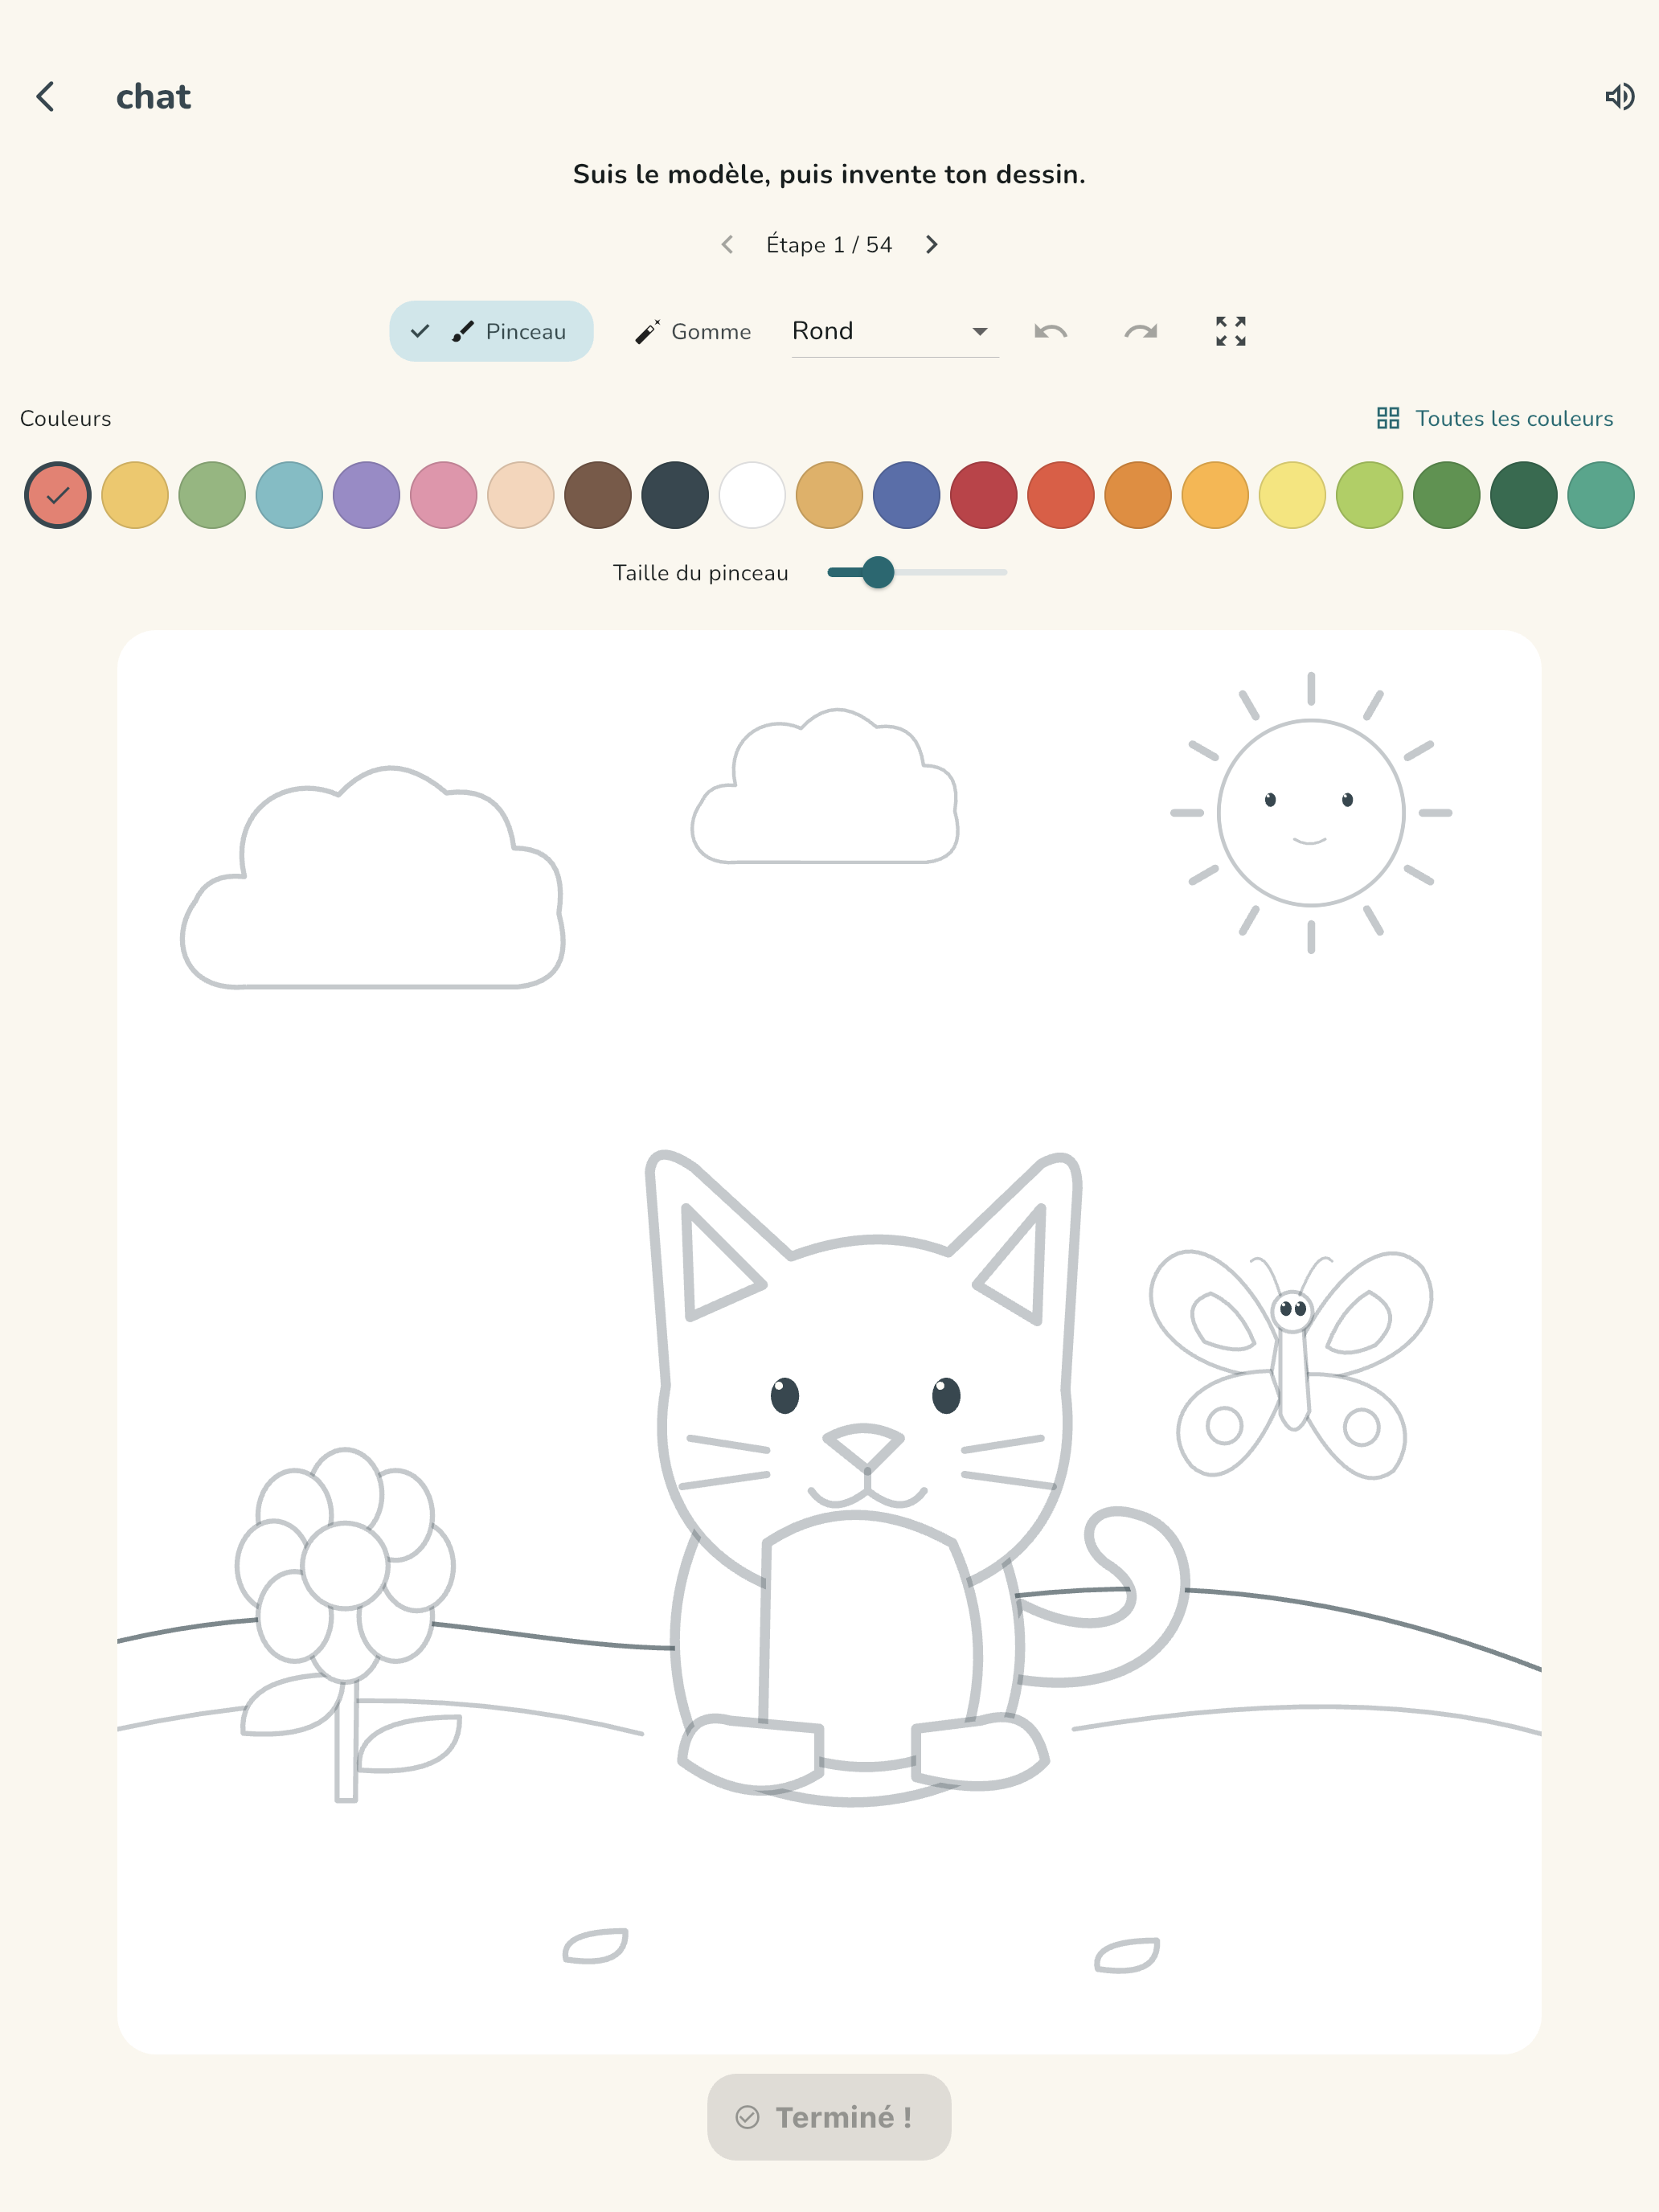 chat
Suis le modèle, puis invente ton dessin.
Étape 1 / 54
Pinceau Gomme Rond
Couleurs Toutes les couleurs
Taille du pinceau
Terminé !